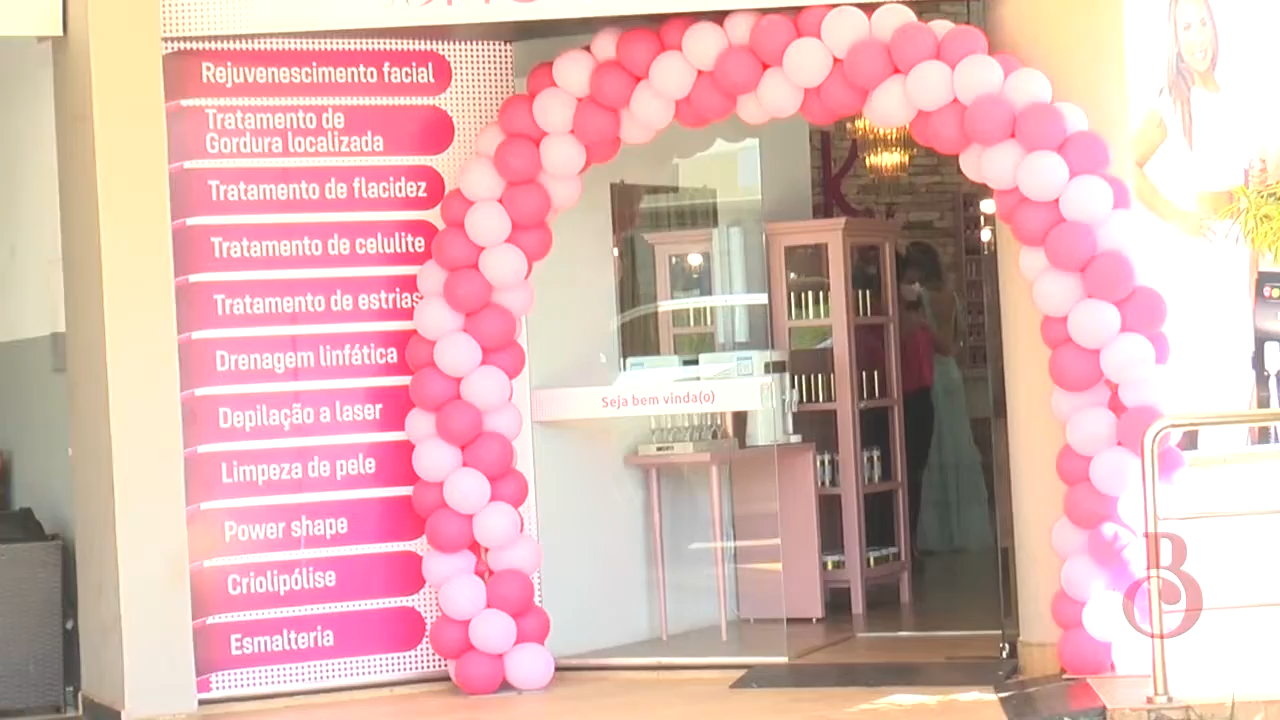 Rejuvenescimento facial
Tratamento de
Gordura localizada
Tratamento de flacidez
Tratamento de celulite
Tratamento de estrias
Drenagem linfática
Depilação a laser
Limpeza de pele
Power shape
Criolipólise
Esmalteria
Seja bem vinda(o)
K
B